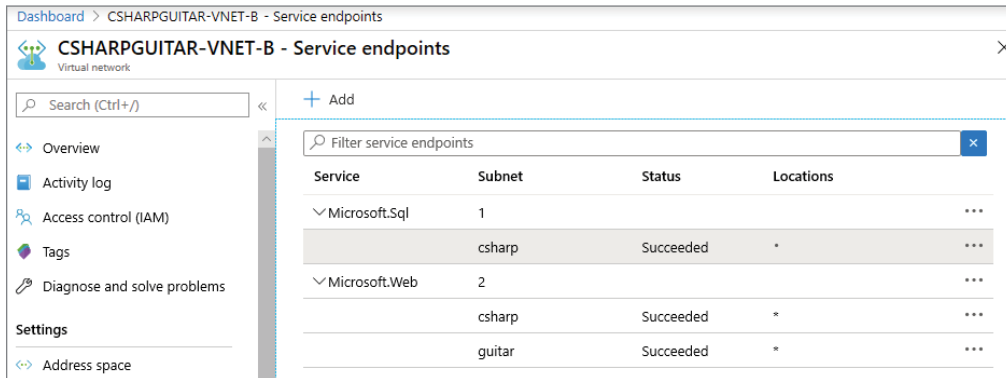 Dashboard > CSHARPGUITAR-VNET-B - Service endpoints
CSHARPGUITAR-VNET-B - Service endpoints
Virtual network
Search (Ctrl+/)
Overview
Activity log
Access control (IAM)
Tags
Diagnose and solve problems
Settings
Address space
+ Add
Filter service endpoints
Service Subnet Status Locations
Microsoft.Sql 1
csharp Succeeded *
Microsoft.Web 2
csharp Succeeded *
guitar Succeeded *